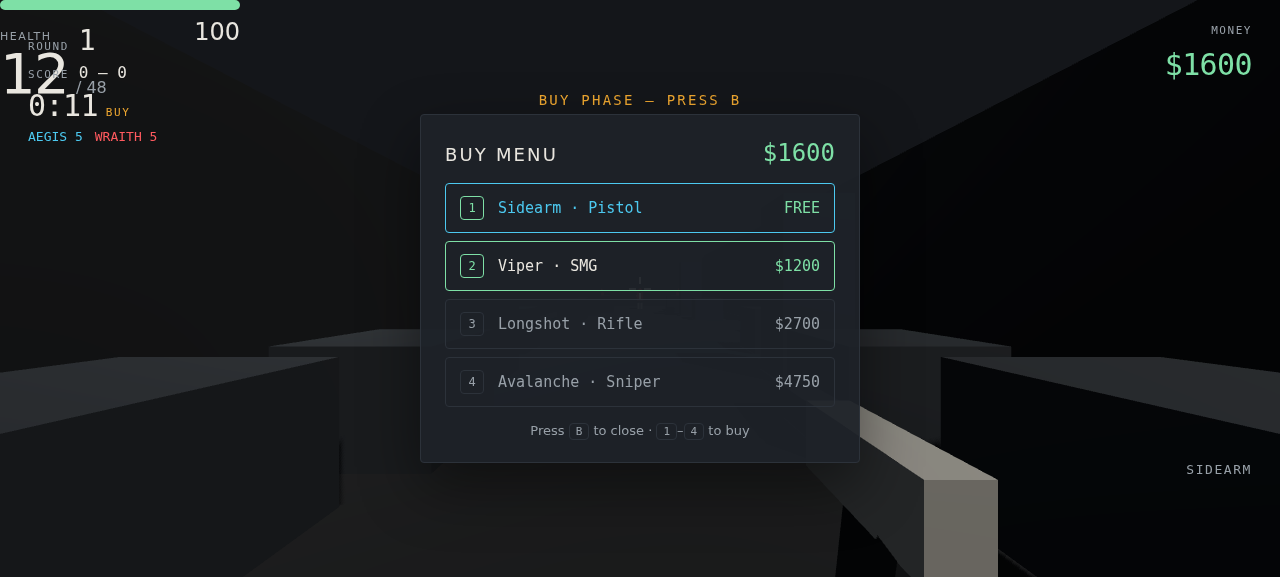 HEALTH
100
ROUND 1
SCORE 0 — 0
12 / 48
0:11 BUY
AEGIS 5 WRAITH 5
MONEY
$1600
BUY PHASE — PRESS B
BUY MENU $1600
1 Sidearm · Pistol FREE
2 Viper · SMG $1200
3 Longshot · Rifle $2700
4 Avalanche · Sniper $4750
Press B to close · 1–4 to buy
SIDEARM